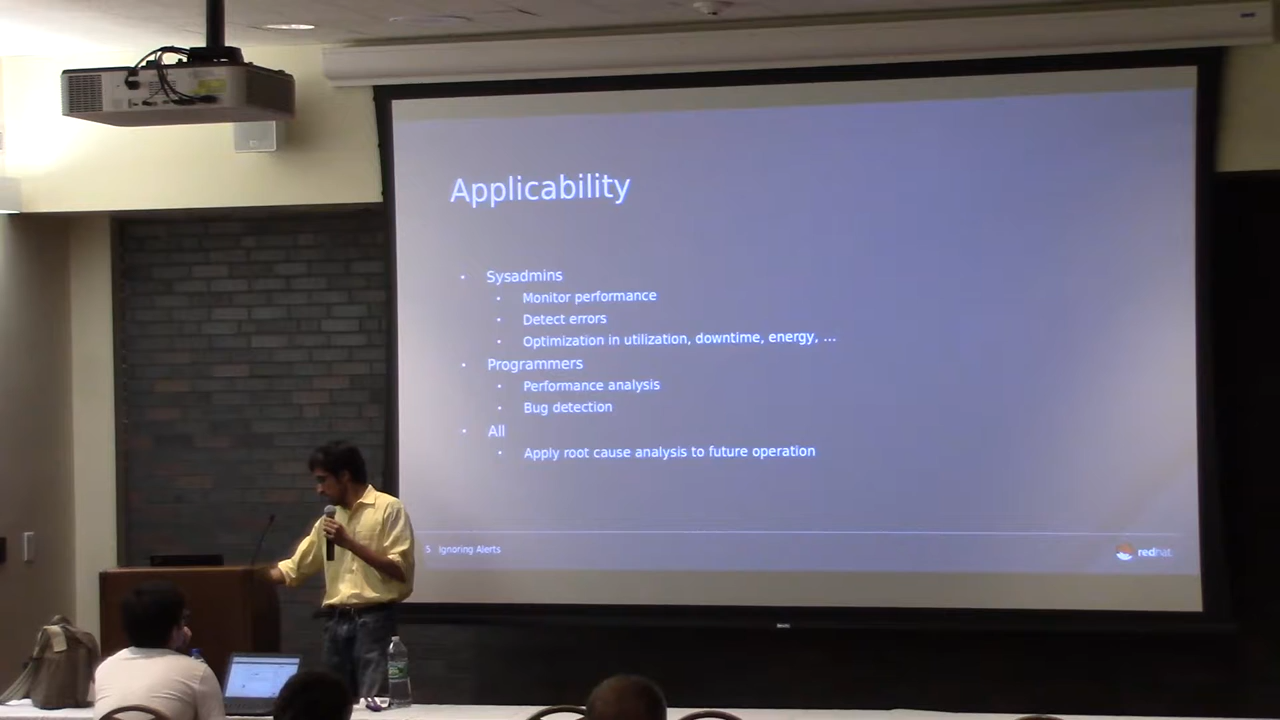 Applicability
Sysadmins
Monitor performance
Detect errors
Optimization in utilization, downtime, energy, ...
Programmers
Performance analysis
Bug detection
All
Apply root cause analysis to future operation
5 Ignoring Alerts
redhat